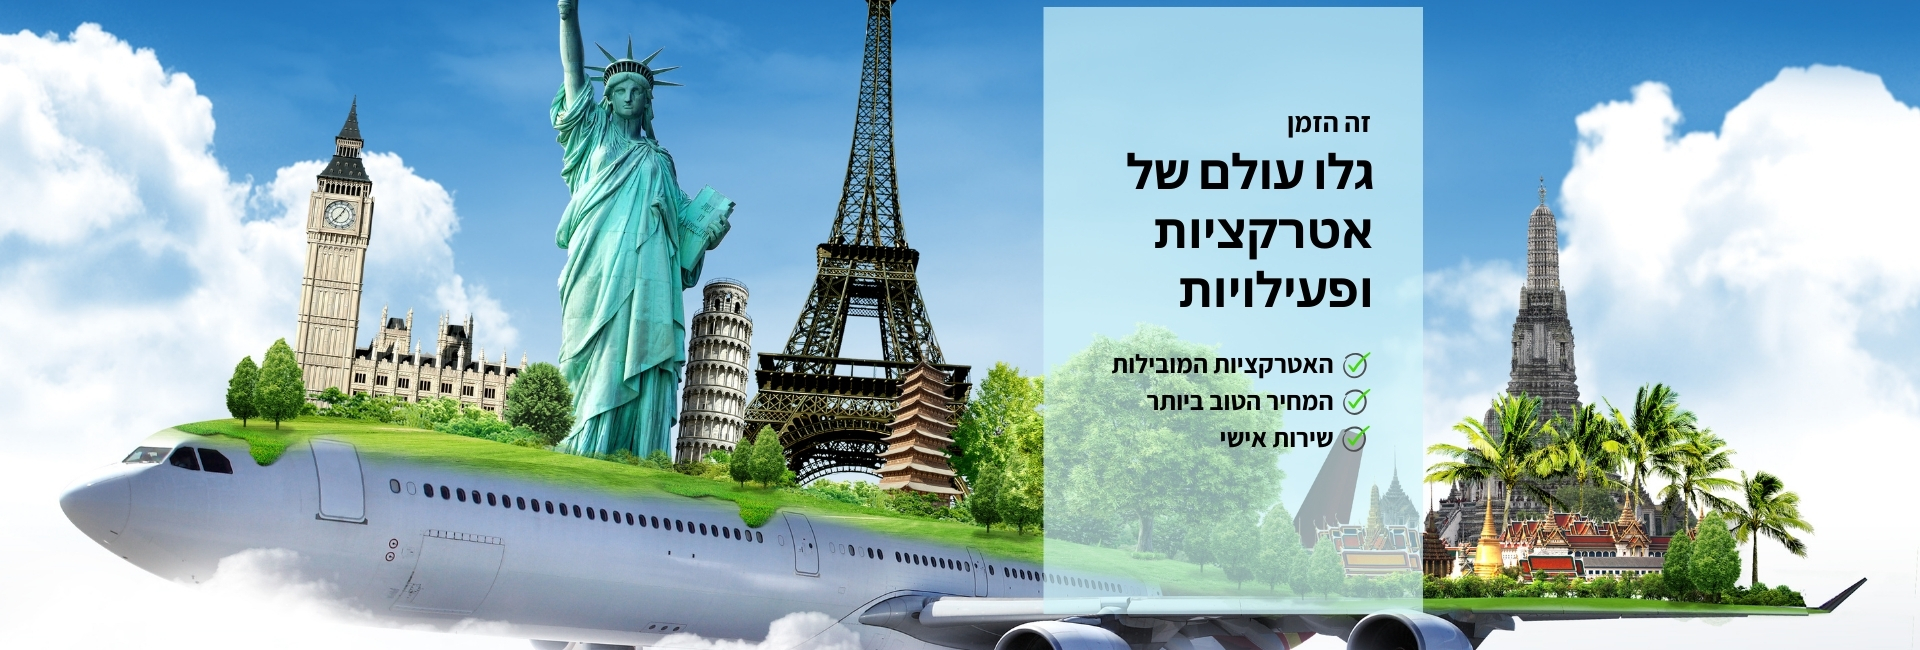 זה הזמן
גלו עולם של
אטרקציות
ופעילויות
האטרקציות המובילות
המחיר הטוב ביותר
שירות אישי